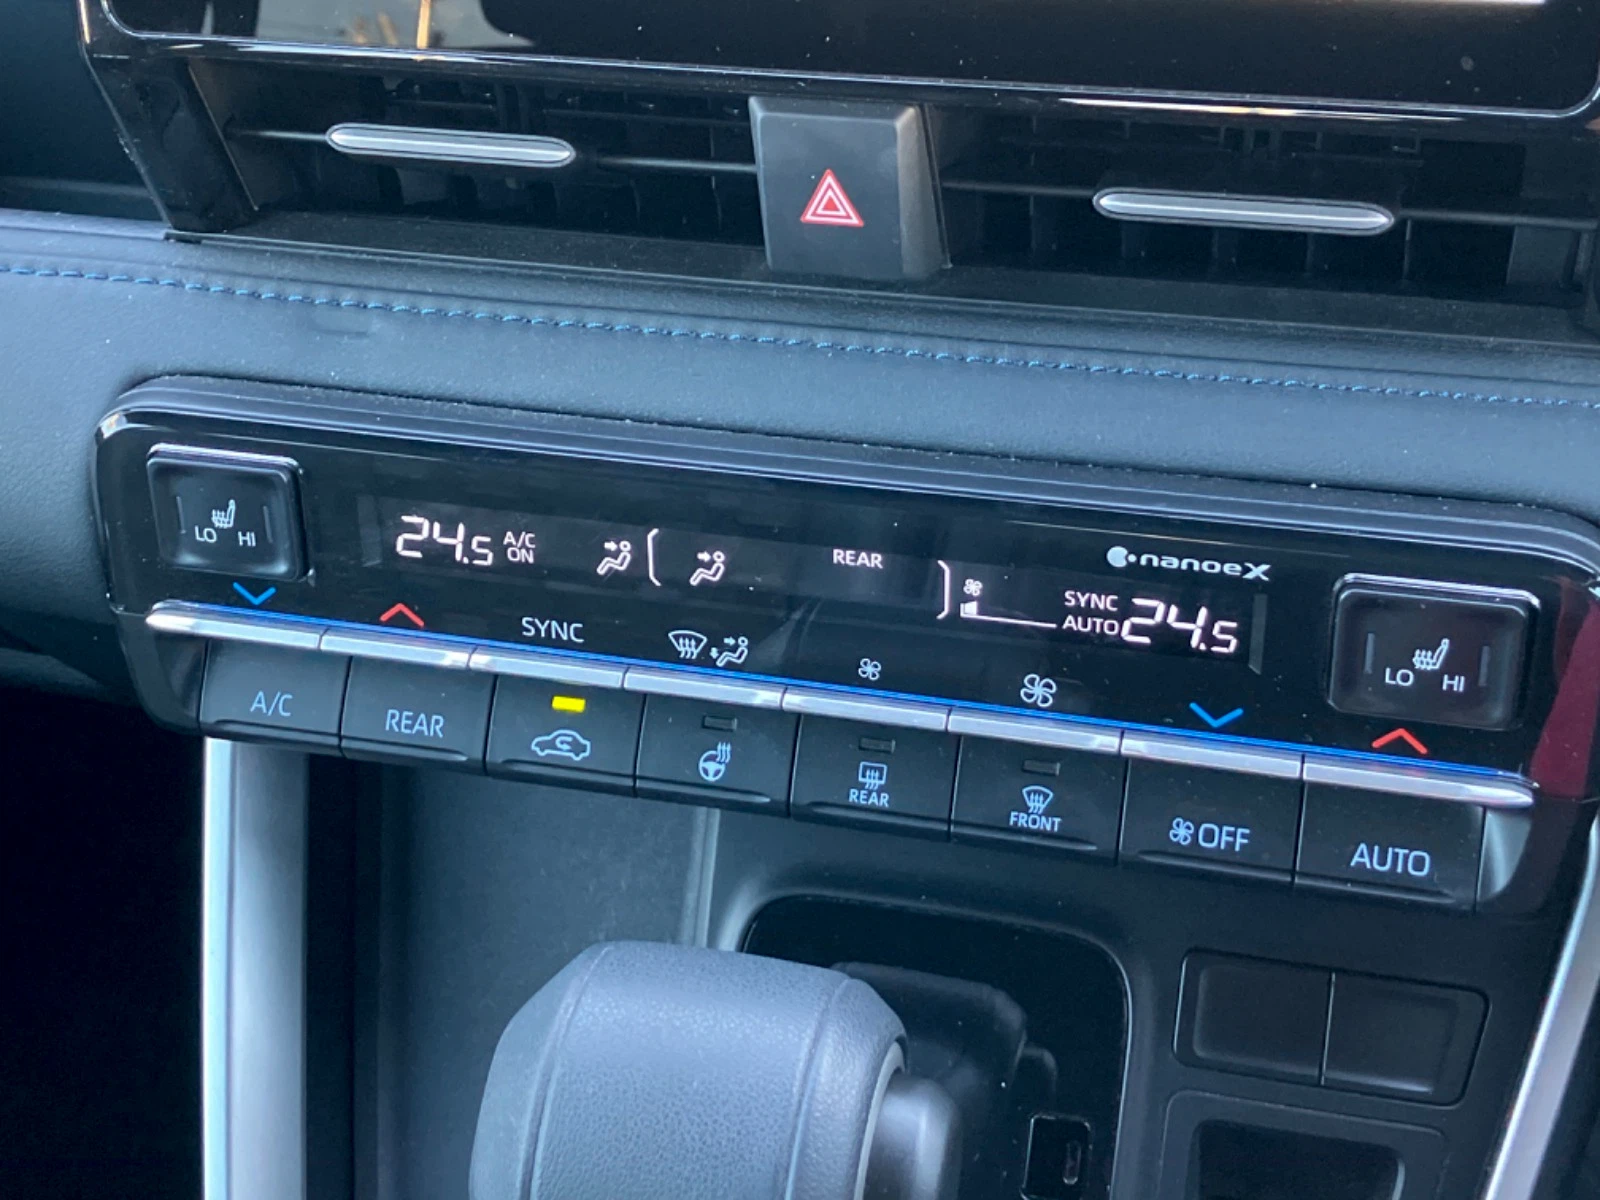 LO HI
24.5 A/C ON
REAR
nanoeX
SYNC
AUTO 24.5
LO HI
SYNC
A/C
REAR
REAR
FRONT
OFF
AUTO